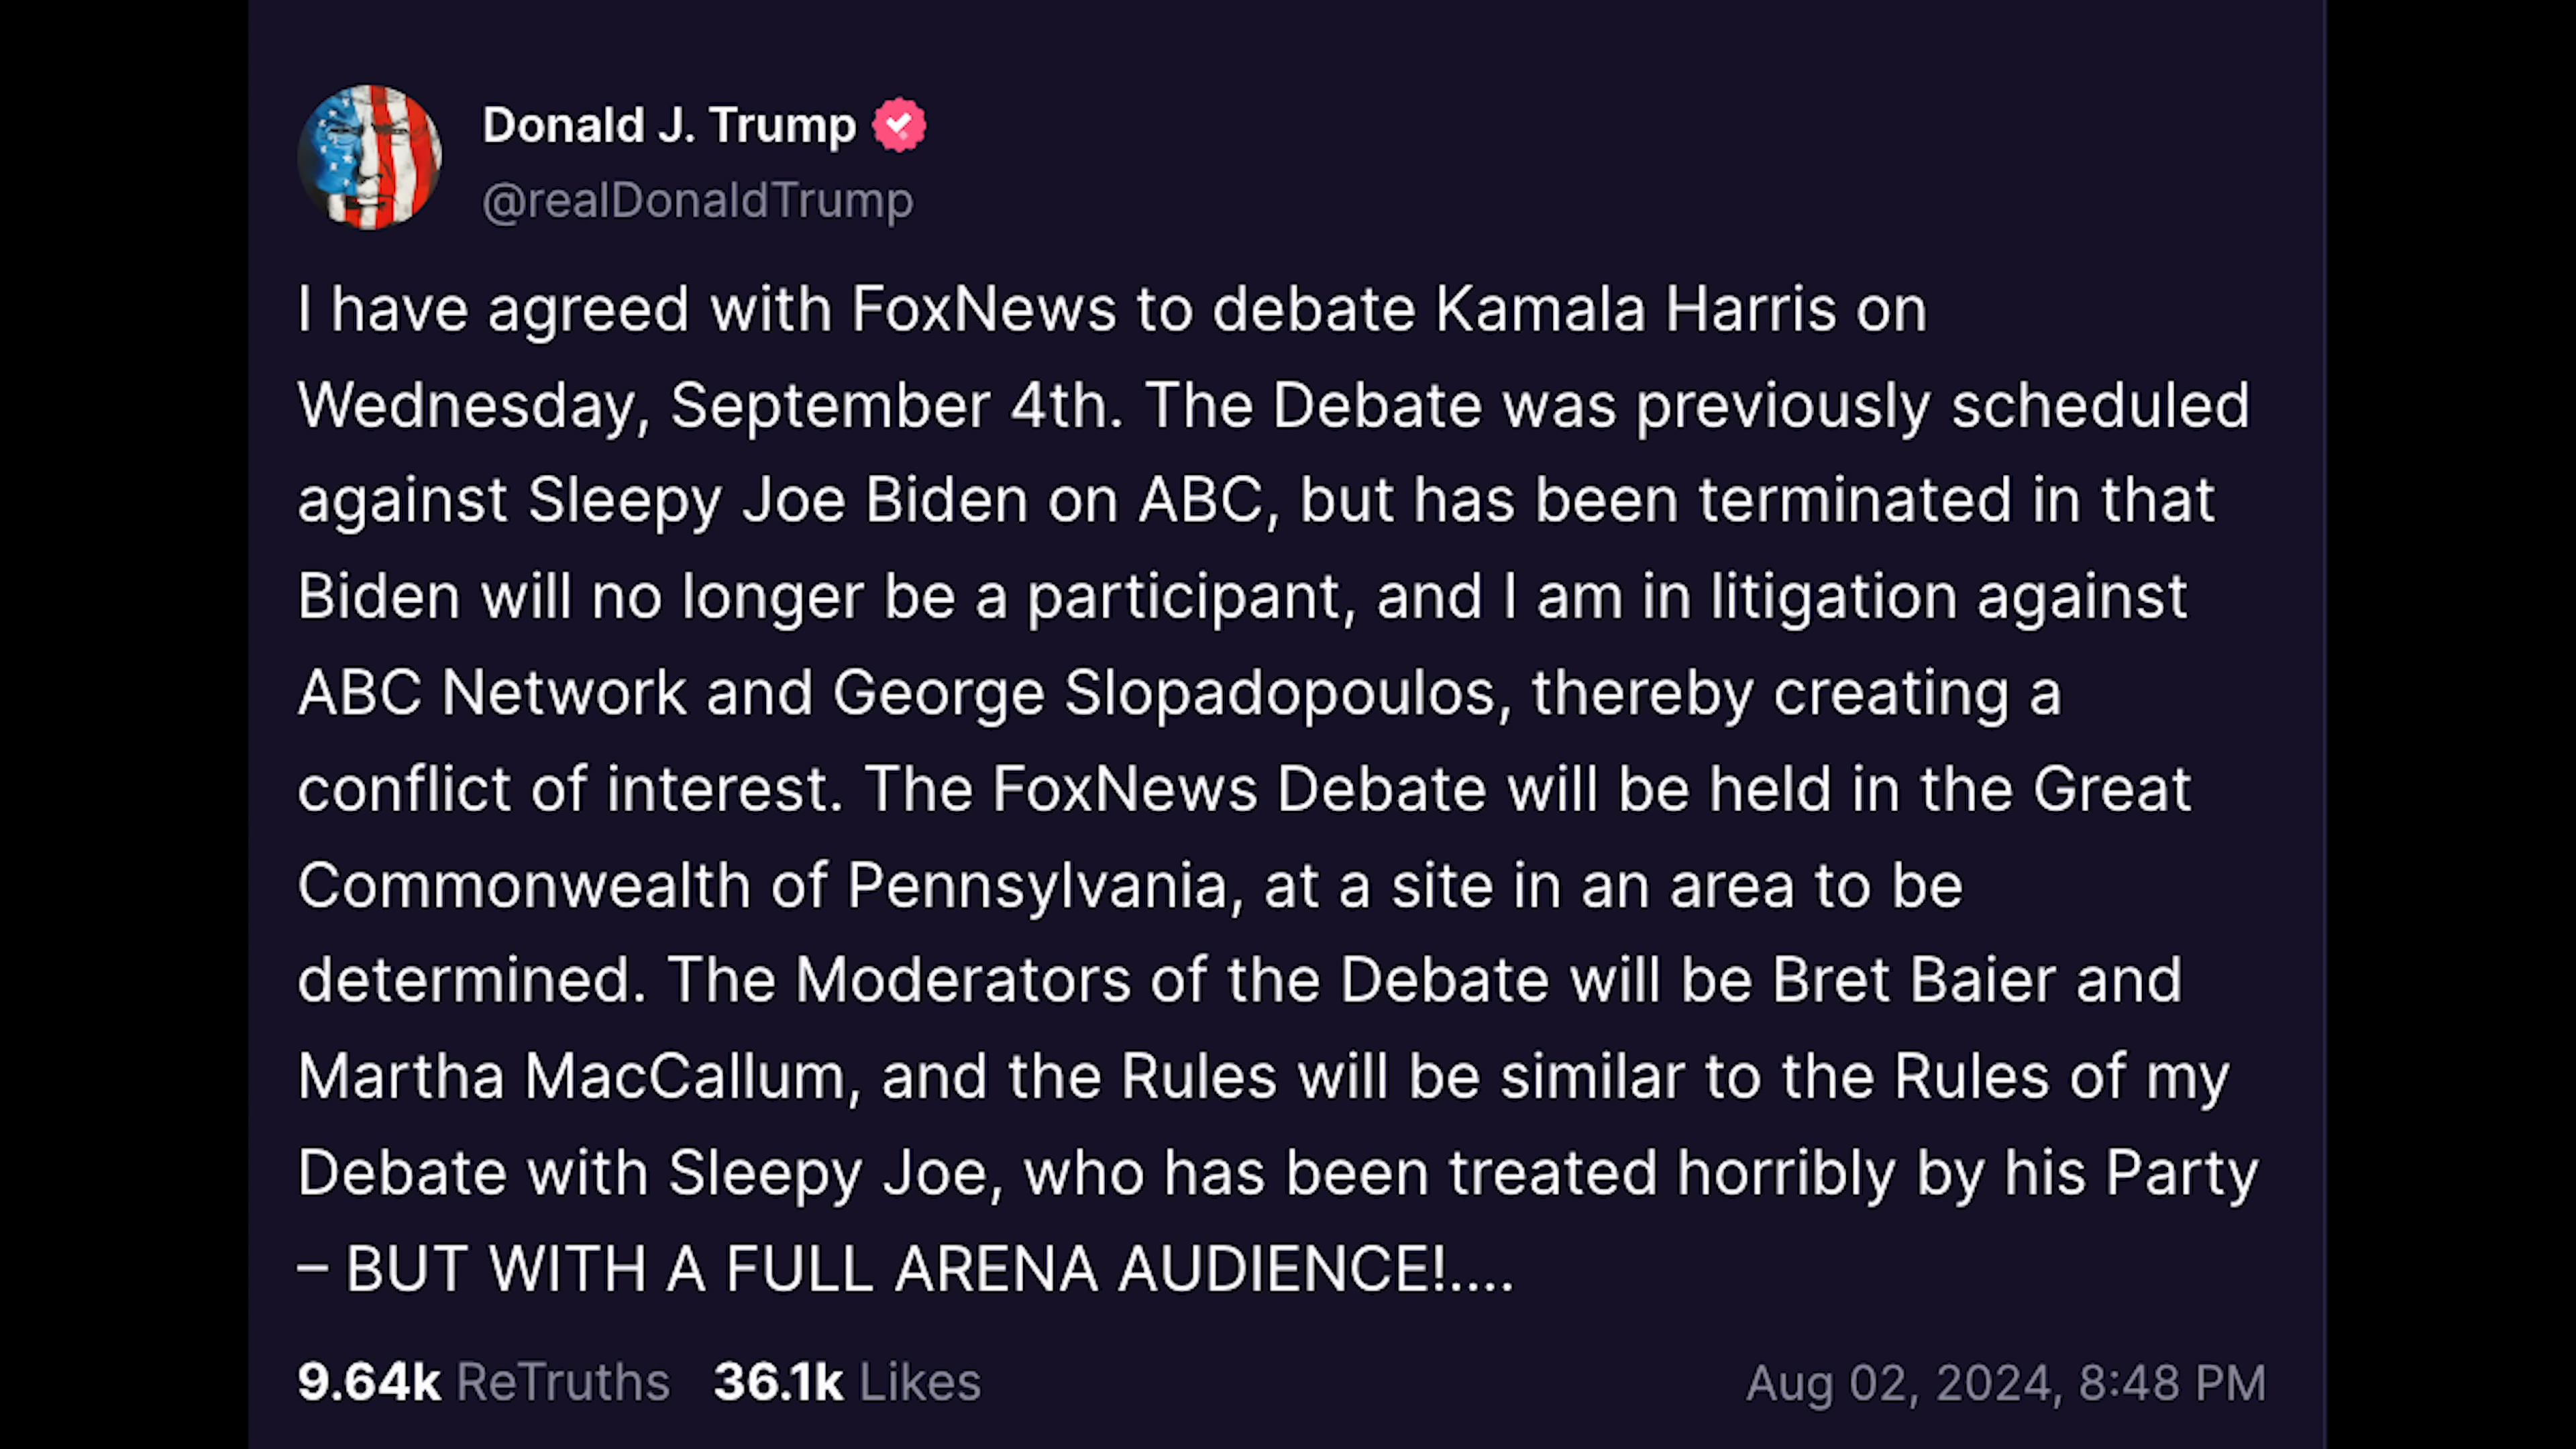 Donald J. Trump
@realDonaldTrump
I have agreed with FoxNews to debate Kamala Harris on
Wednesday, September 4th. The Debate was previously scheduled
against Sleepy Joe Biden on ABC, but has been terminated in that
Biden will no longer be a participant, and I am in litigation against
ABC Network and George Slopadopoulos, thereby creating a
conflict of interest. The FoxNews Debate will be held in the Great
Commonwealth of Pennsylvania, at a site in an area to be
determined. The Moderators of the Debate will be Bret Baier and
Martha MacCallum, and the Rules will be similar to the Rules of my
Debate with Sleepy Joe, who has been treated horribly by his Party
– BUT WITH A FULL ARENA AUDIENCE!....
9.64k ReTruths 36.1k Likes Aug 02, 2024, 8:48 PM